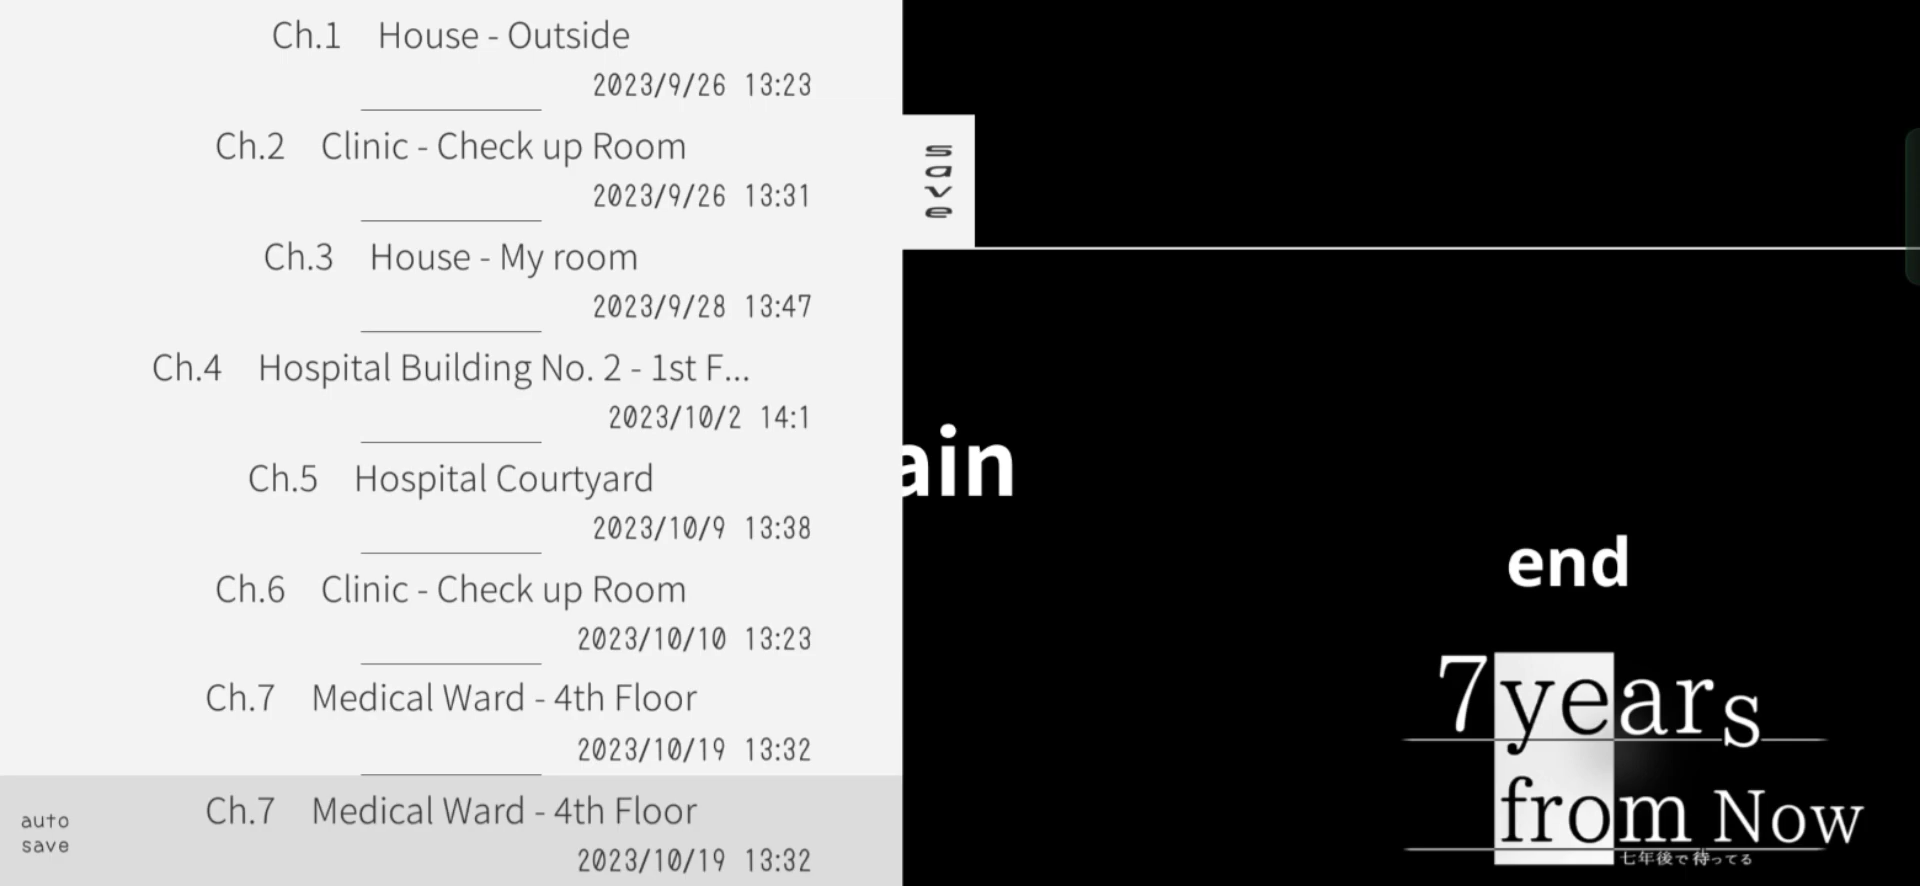 Ch.1 House - Outside
2023/9/26 13:23
Ch.2 Clinic - Check up Room
2023/9/26 13:31
Ch.3 House - My room
2023/9/28 13:47
Ch.4 Hospital Building No. 2 - 1st F...
2023/10/2 14:1
Ch.5 Hospital Courtyard
2023/10/9 13:38
Ch.6 Clinic - Check up Room
2023/10/10 13:23
Ch.7 Medical Ward - 4th Floor
2023/10/19 13:32
auto
save
Ch.7 Medical Ward - 4th Floor
2023/10/19 13:32
save
ain
end
7years
from Now
七年後で待ってる